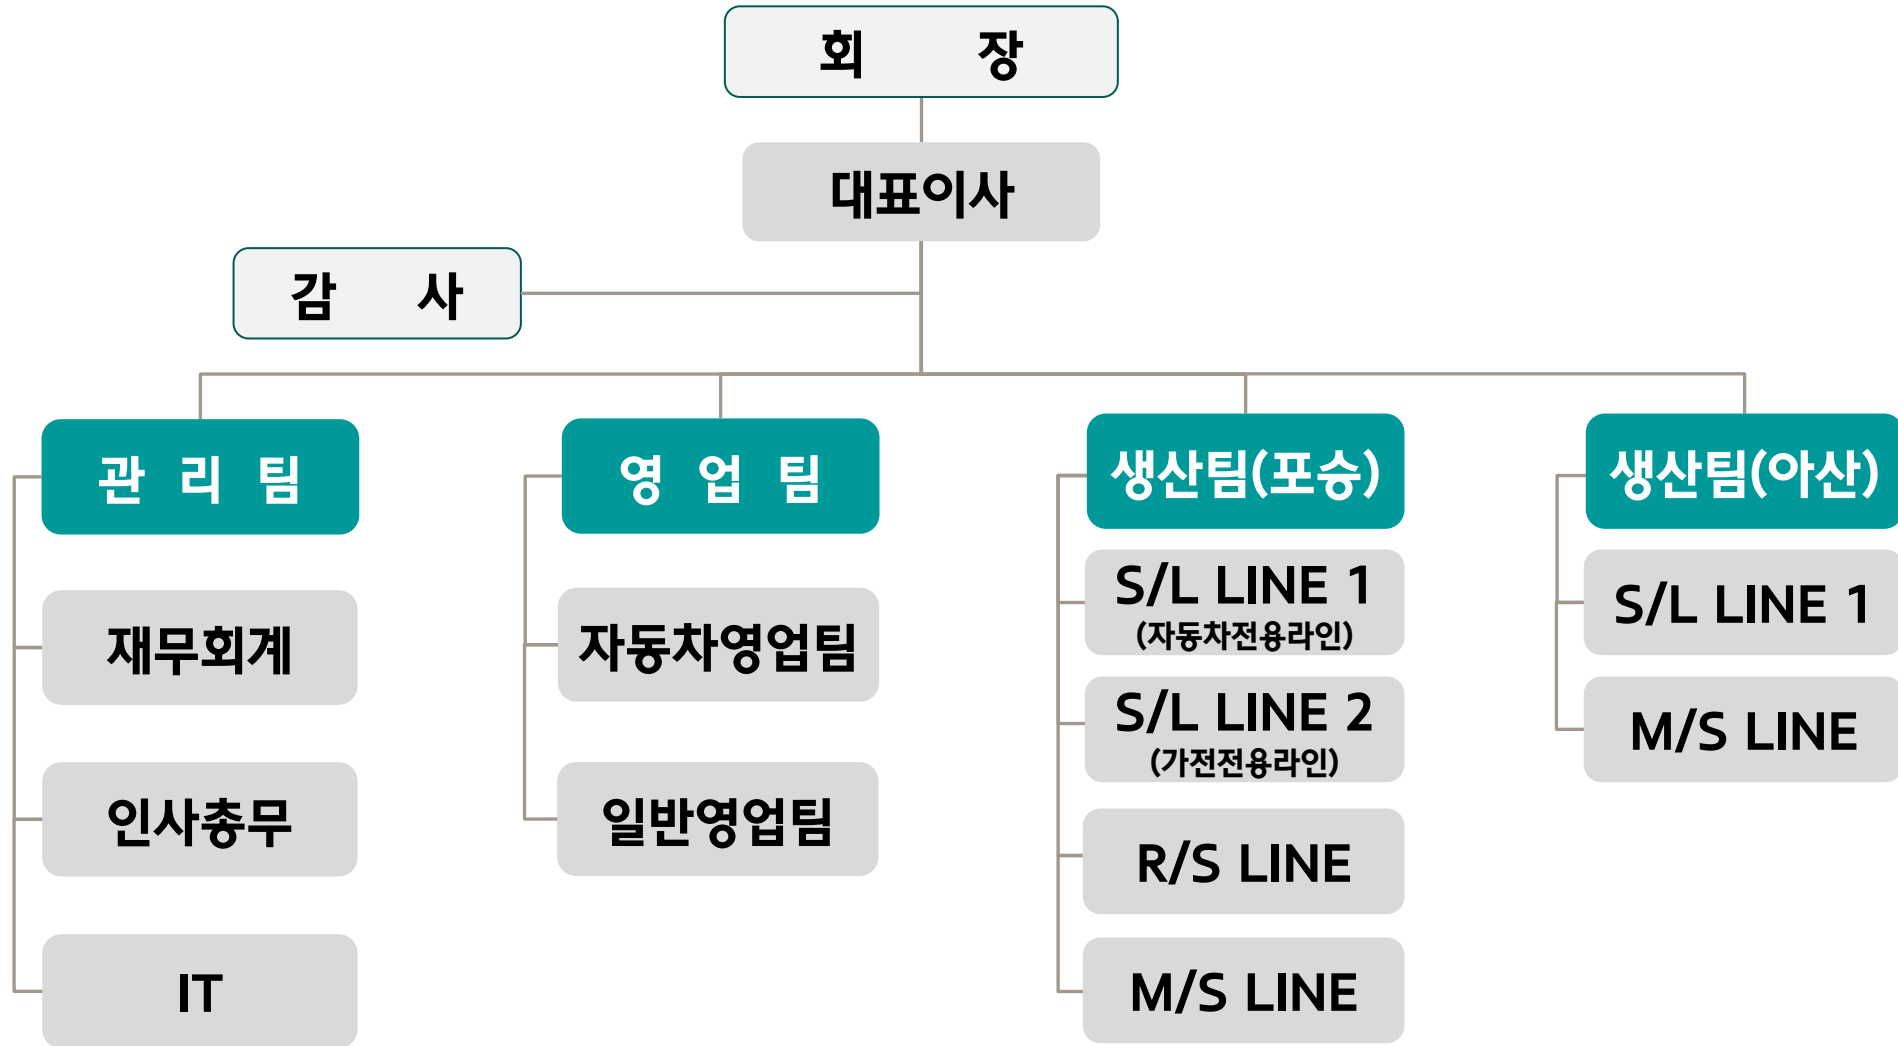 회 장
대표이사
감 사
관 리 팀
재무회계
인사총무
IT
영 업 팀
자동차영업팀
일반영업팀
생산팀(포승)
S/L LINE 1
(자동차전용라인)
S/L LINE 2
(가전전용라인)
R/S LINE
M/S LINE
생산팀(아산)
S/L LINE 1
M/S LINE